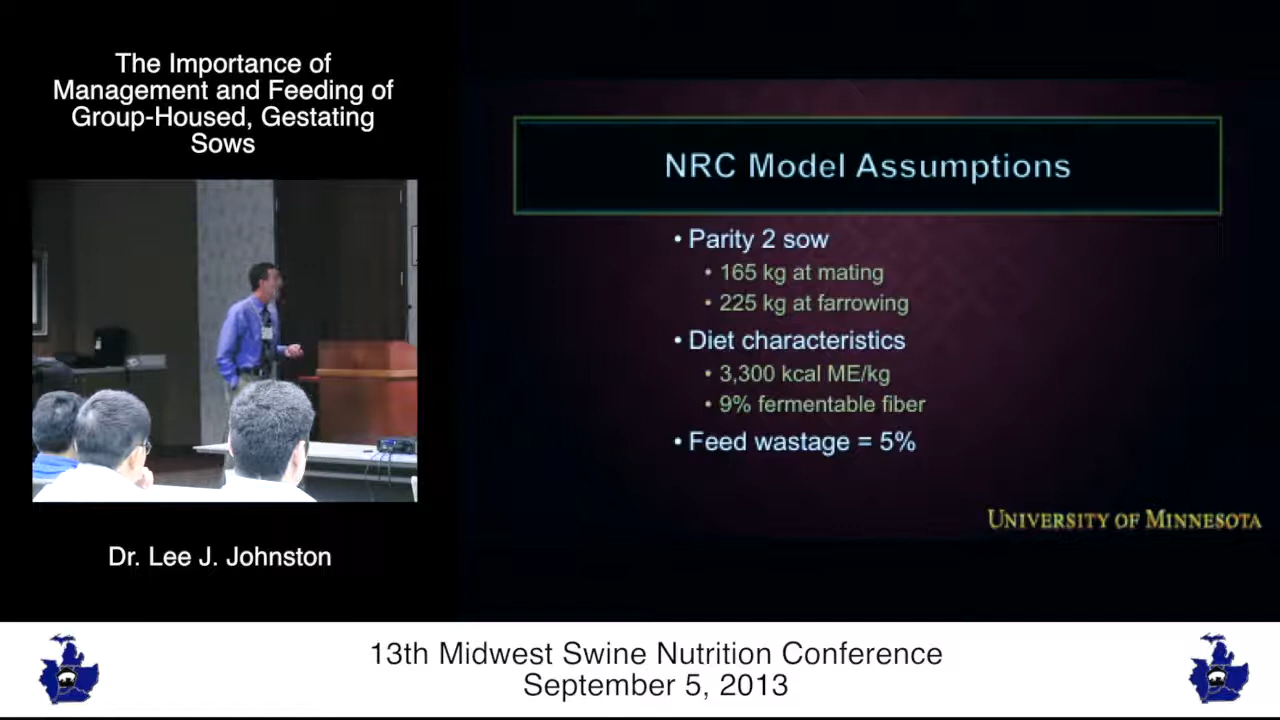 The Importance of
Management and Feeding of
Group-Housed, Gestating
Sows
NRC Model Assumptions
• Parity 2 sow
• 165 kg at mating
• 225 kg at farrowing
• Diet characteristics
• 3,300 kcal ME/kg
• 9% fermentable fiber
• Feed wastage = 5%
UNIVERSITY OF MINNESOTA
Dr. Lee J. Johnston
13th Midwest Swine Nutrition Conference
September 5, 2013